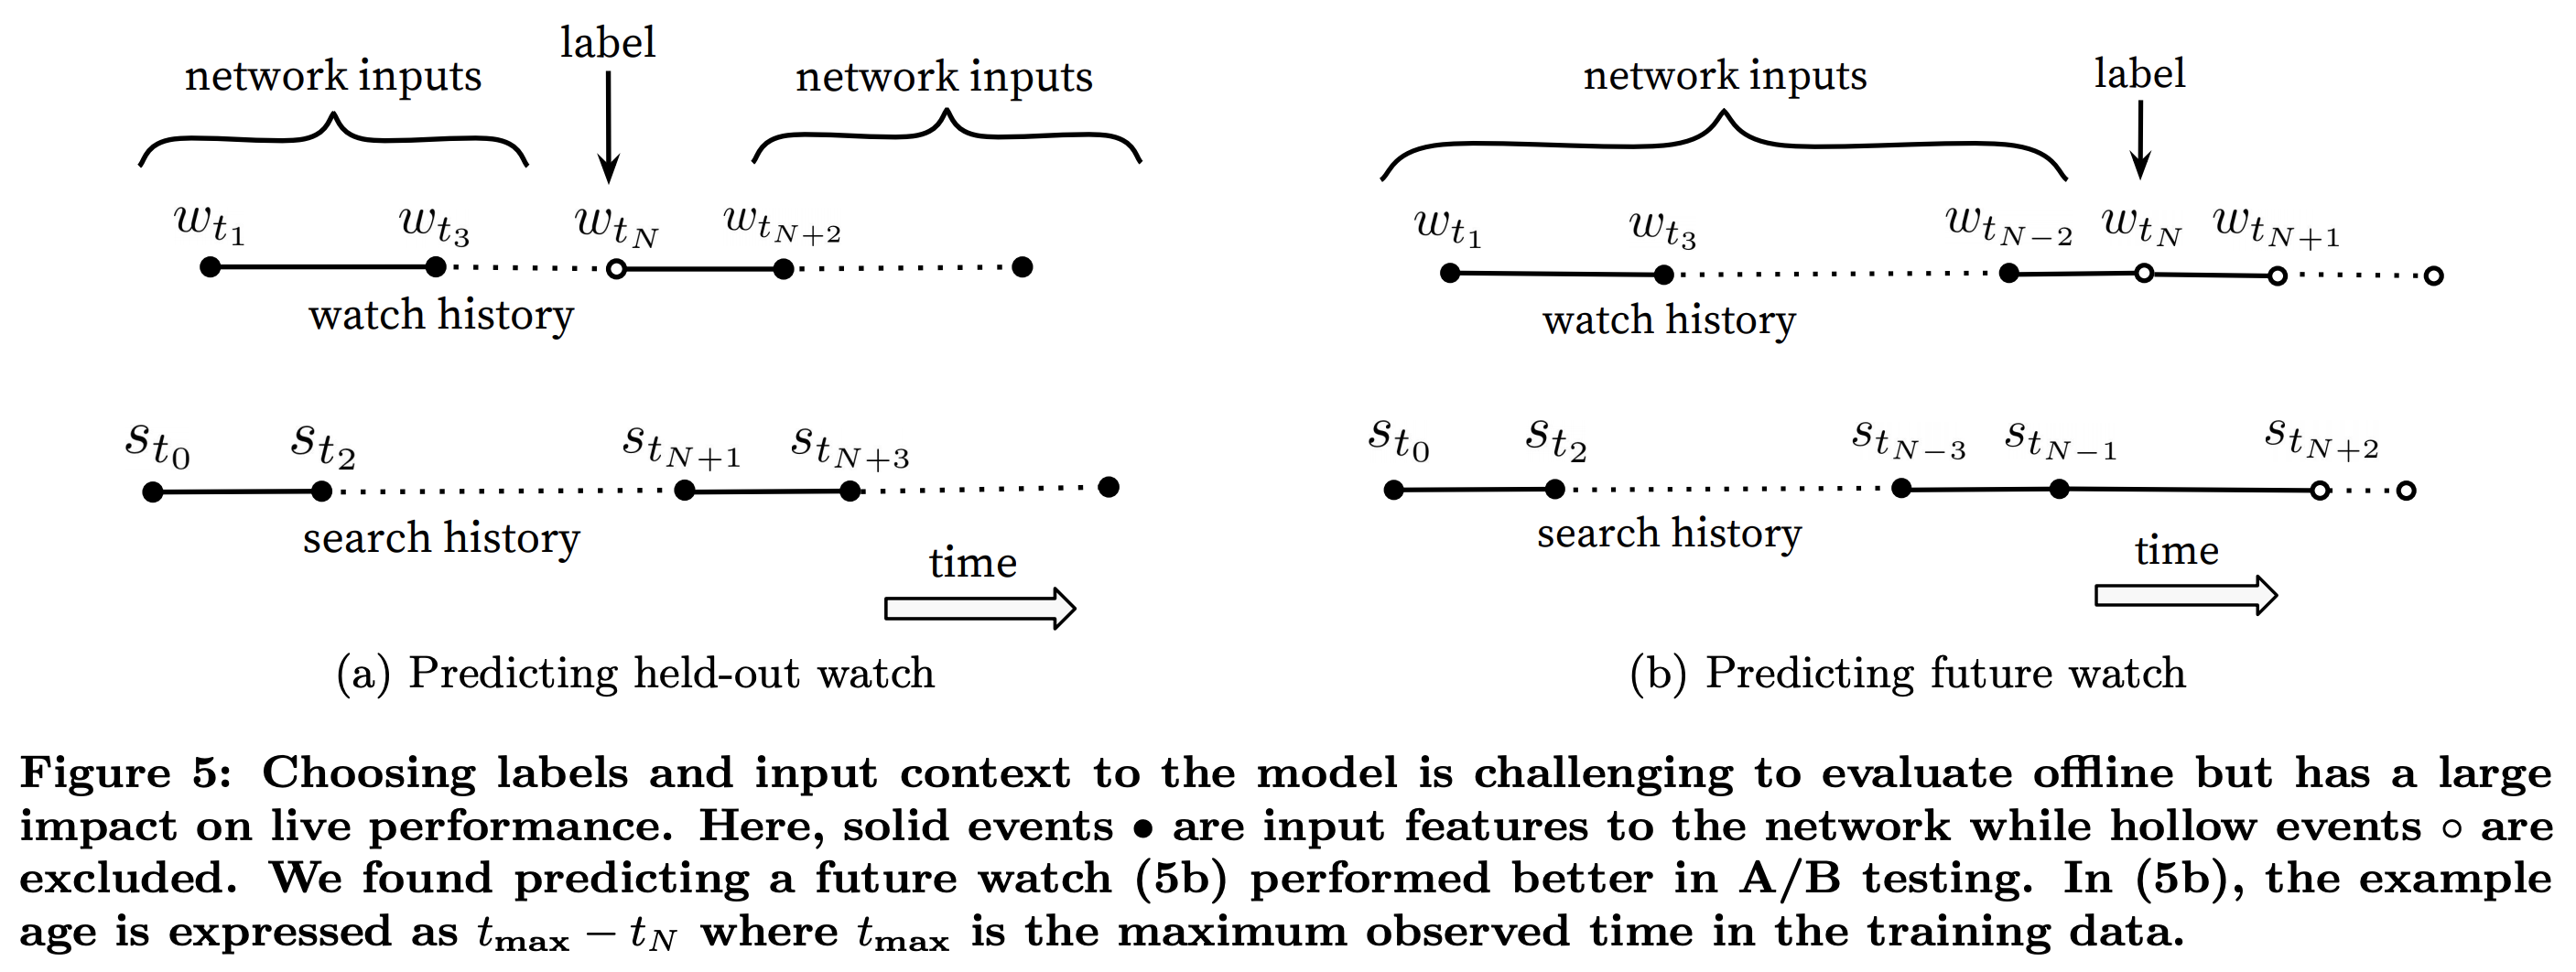 label
network inputs
network inputs
w_{t_1} w_{t_3} w_{t_N} w_{t_{N+2}}
watch history
s_{t_0} s_{t_2} s_{t_{N+1}} s_{t_{N+3}}
search history
time
(a) Predicting held-out watch
network inputs
label
w_{t_1} w_{t_3} w_{t_{N-2}} w_{t_N} w_{t_{N+1}}
watch history
s_{t_0} s_{t_2} s_{t_{N-3}} s_{t_{N-1}} s_{t_{N+2}}
search history
time
(b) Predicting future watch
Figure 5: Choosing labels and input context to the model is challenging to evaluate offline but has a large
impact on live performance. Here, solid events • are input features to the network while hollow events ◦ are
excluded. We found predicting a future watch (5b) performed better in A/B testing. In (5b), the example
age is expressed as t_{max} − t_N where t_{max} is the maximum observed time in the training data.